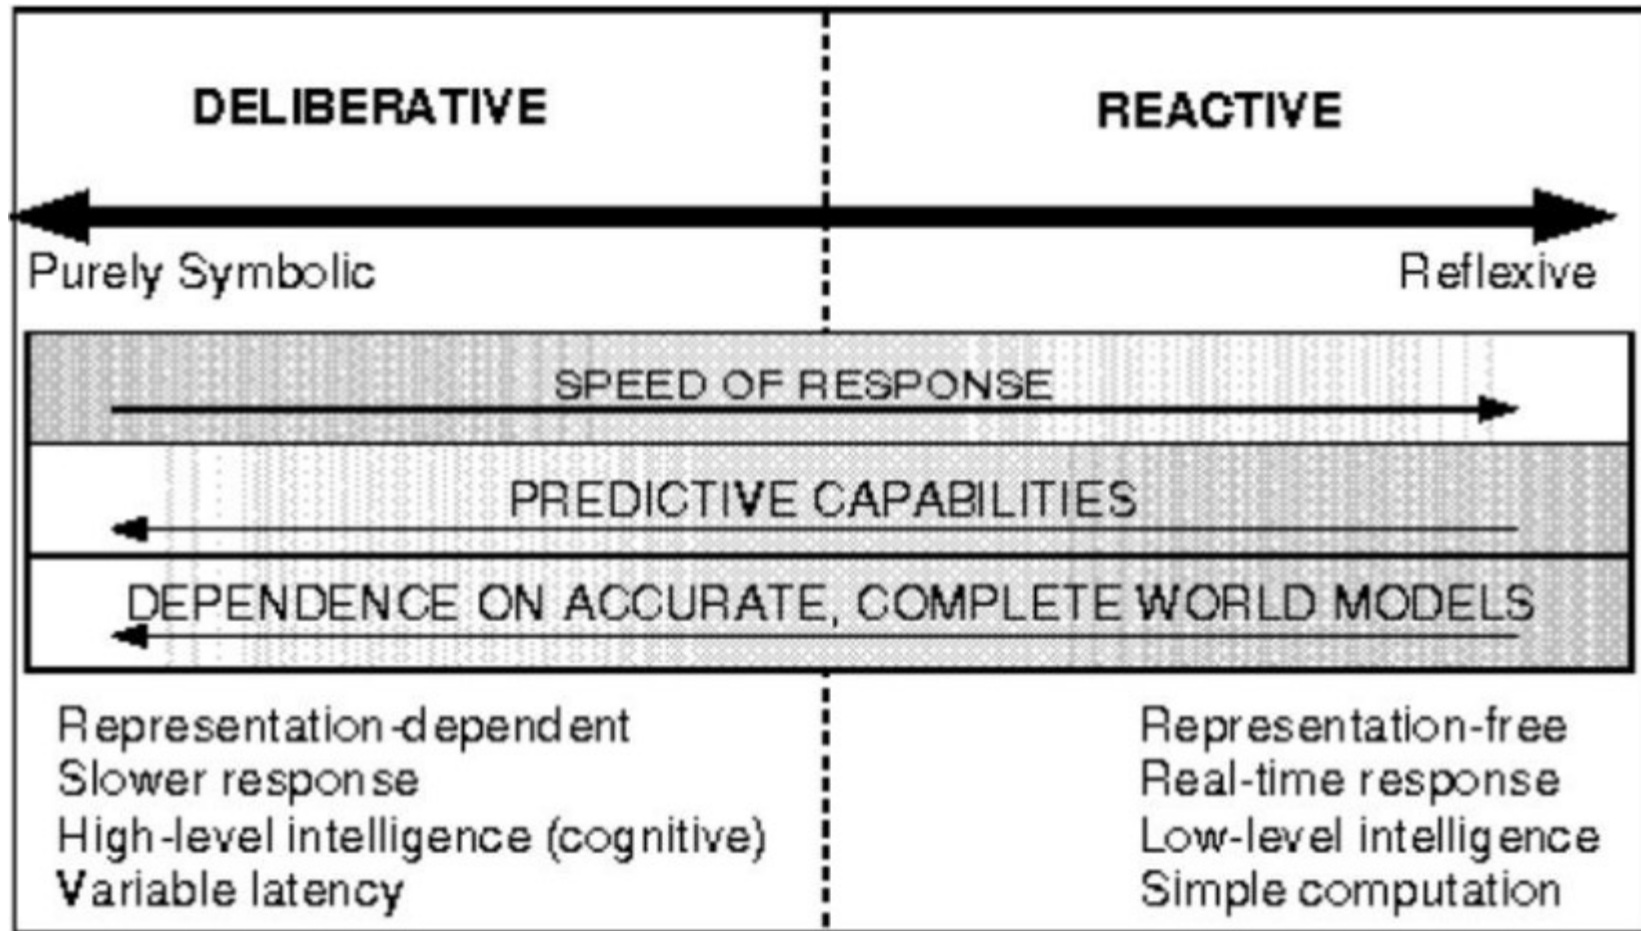 DELIBERATIVE
REACTIVE
Purely Symbolic
Reflexive
SPEED OF RESPONSE
PREDICTIVE CAPABILITIES
DEPENDENCE ON ACCURATE, COMPLETE WORLD MODELS
Representation-dependent
Slower response
High-level intelligence (cognitive)
Variable latency
Representation-free
Real-time response
Low-level intelligence
Simple computation